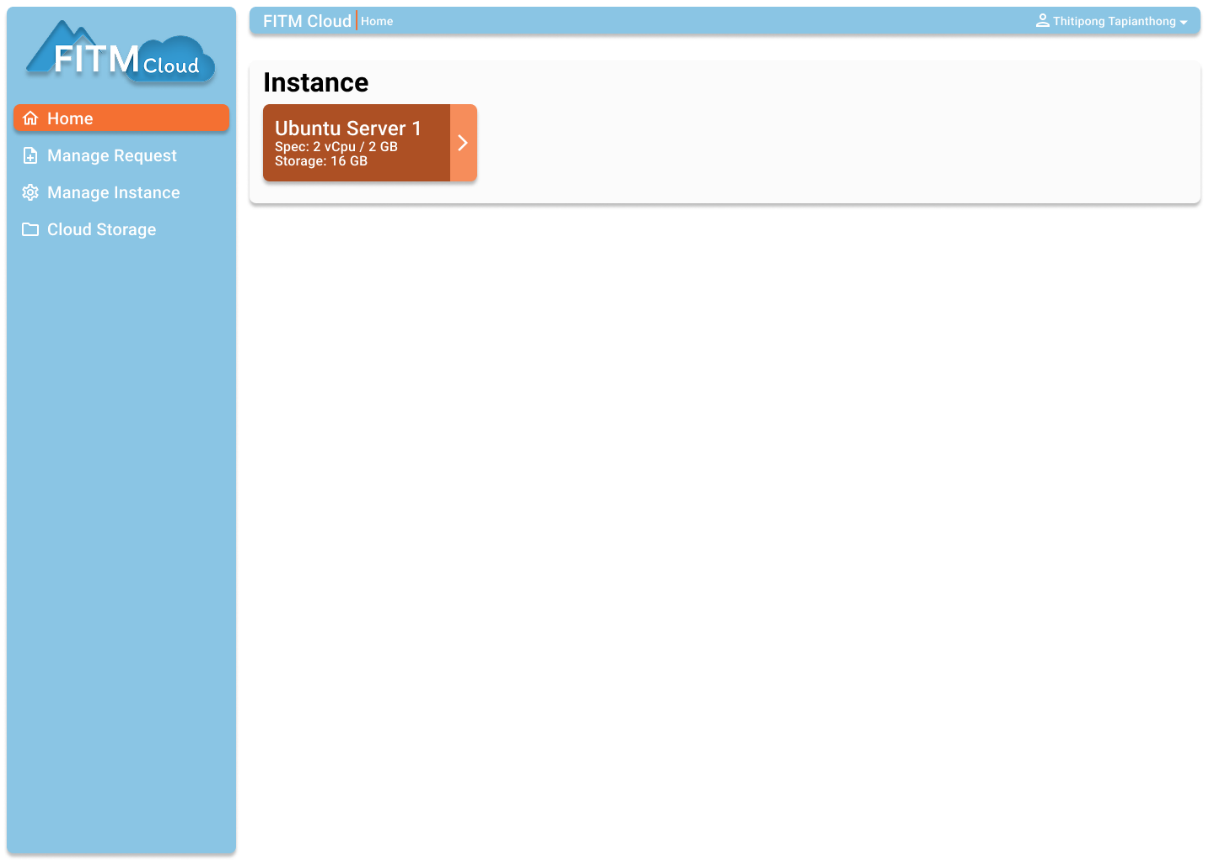 FITM Cloud
Home
Manage Request
Manage Instance
Cloud Storage
FITM Cloud Home
Thitipong Tapianthong
Instance
Ubuntu Server 1
Spec: 2 vCpu / 2 GB
Storage: 16 GB